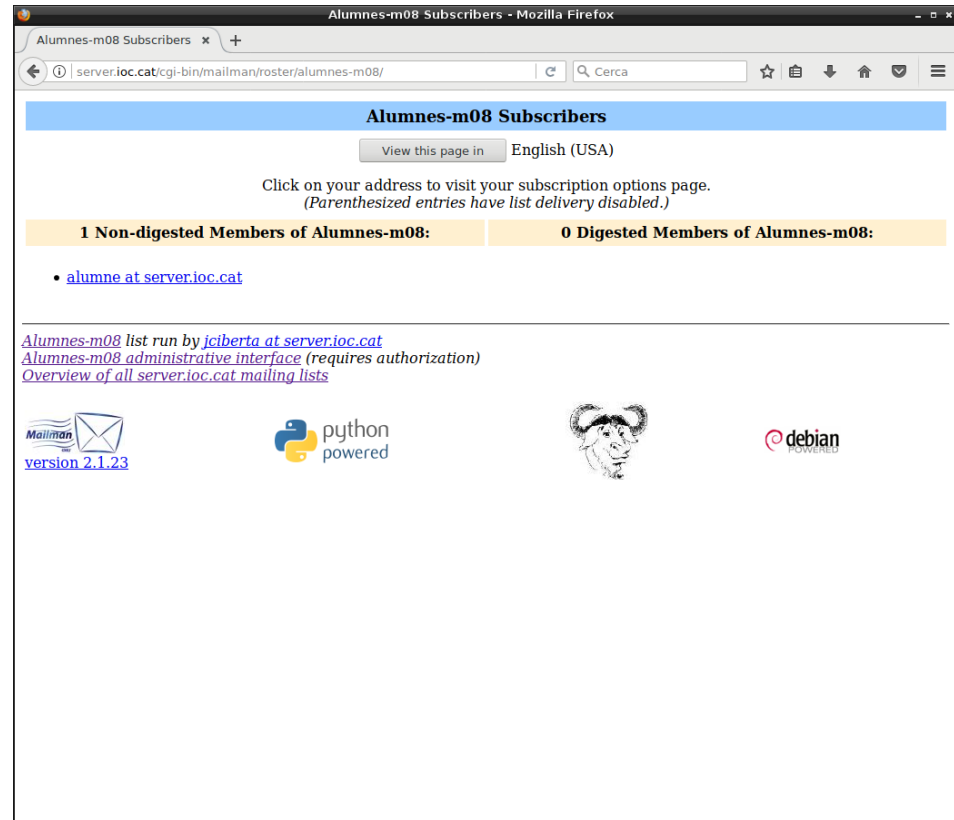 Alumnes-m08 Subscribers - Mozilla Firefox
Alumnes-m08 Subscribers
server.ioc.cat/cgi-bin/mailman/roster/alumnes-m08/
Cerca
Alumnes-m08 Subscribers
View this page in English (USA)
Click on your address to visit your subscription options page.
(Parenthesized entries have list delivery disabled.)
1 Non-digested Members of Alumnes-m08:
0 Digested Members of Alumnes-m08:
alumne at server.ioc.cat
Alumnes-m08 list run by jciberta at server.ioc.cat
Alumnes-m08 administrative interface (requires authorization)
Overview of all server.ioc.cat mailing lists
Mailman
version 2.1.23
python
powered
debian
POWERED